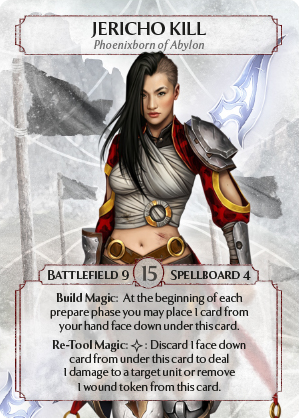 JERICHO KILL
Phoenixborn of Abylon
BATTLEFIELD 9 15 SPELLBOARD 4
Build Magic: At the beginning of each
prepare phase you may place 1 card from
your hand face down under this card.
Re-Tool Magic: : Discard 1 face down
card from under this card to deal
1 damage to a target unit or remove
1 wound token from this card.